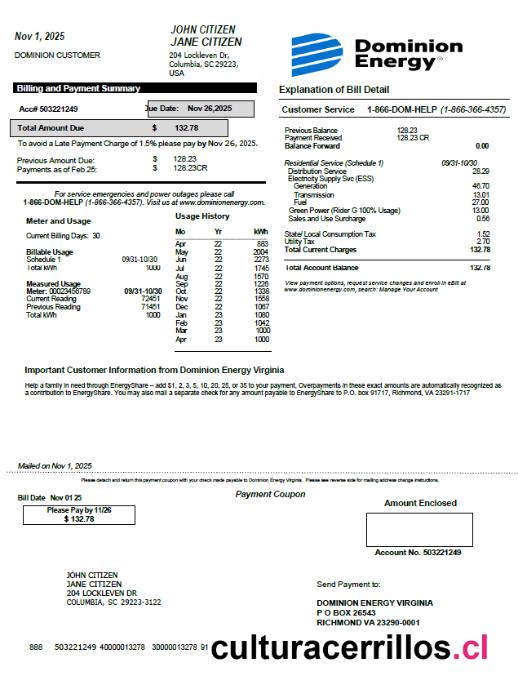 Nov 1, 2025
DOMINION CUSTOMER
JOHN CITIZEN
JANE CITIZEN
204 Lockleven Dr,
Columbia, SC 29223,
USA
Dominion
Energy®
Billing and Payment Summary
Acc# 503221249 Due Date: Nov 26,2025
Total Amount Due $ 132.78
To avoid a Late Payment Charge of 1.5% please pay by Nov 26, 2025.
Previous Amount Due: $ 128.23
Payments as of Feb 25: $ 128.23CR
For service emergencies and power outages please call
1-866-DOM-HELP (1-866-366-4357). Visit us at www.dominionenergy.com.
Meter and Usage
Current Billing Days: 30
Billable Usage
Schedule 1 09/31-10/30
Total kWh 1000
Measured Usage
Meter: 00023456789 09/31-10/30
Current Reading 72451
Previous Reading 71451
Total kWh 1000
Usage History
Mo Yr kWh
Apr 22 883
May 22 2004
Jun 22 2273
Jul 22 1745
Aug 22 1570
Sep 22 1226
Oct 22 1338
Nov 22 1558
Dec 22 1067
Jan 23 1080
Feb 23 1042
Mar 23 1000
Apr 23 1000
Explanation of Bill Detail
Customer Service 1-866-DOM-HELP (1-866-366-4357)
Previous Balance 128.23
Payment Received 128.23 CR
Balance Forward 0.00
Residential Service (Schedule 1) 09/31-10/30
Distribution Service 28.29
Electricity Supply Svc (ESS)
Generation 46.70
Transmission 13.01
Fuel 27.00
Green Power (Rider G 100% Usage) 13.00
Sales and Use Surcharge 0.56
State/ Local Consumption Tax 1.52
Utility Tax 2.70
Total Current Charges 132.78
Total Account Balance 132.78
View payment options, request service changes and enroll in eBill at
www.dominionenergy.com, search: Manage Your Account
Important Customer Information from Dominion Energy Virginia
Help a family in need through EnergyShare – add $1, 2, 3, 5, 10, 20, 25, or 35 to your payment, Overpayments in these exact amounts are automatically recognized as
a contribution to EnergyShare. You may also mail a separate check for any amount payable to EnergyShare to P.O. box 91717, Richmond, VA 23291-1717
Mailed on Nov 1, 2025
Please detach and return this payment coupon with your check made payable to Dominion Energy Virginia. Please see reverse side for mailing address change instructions.
Payment Coupon
Bill Date Nov 01 25
Please Pay by 11/26
$ 132.78
Amount Enclosed
Account No. 503221249
JOHN CITIZEN
JANE CITIZEN
204 LOCKLEVEN DR
COLUMBIA, SC 29223-3122
Send Payment to:
DOMINION ENERGY VIRGINIA
P O BOX 26543
RICHMOND VA 23290-0001
888 503221249 40000013278 30000013278 91
culturacerrillos.cl